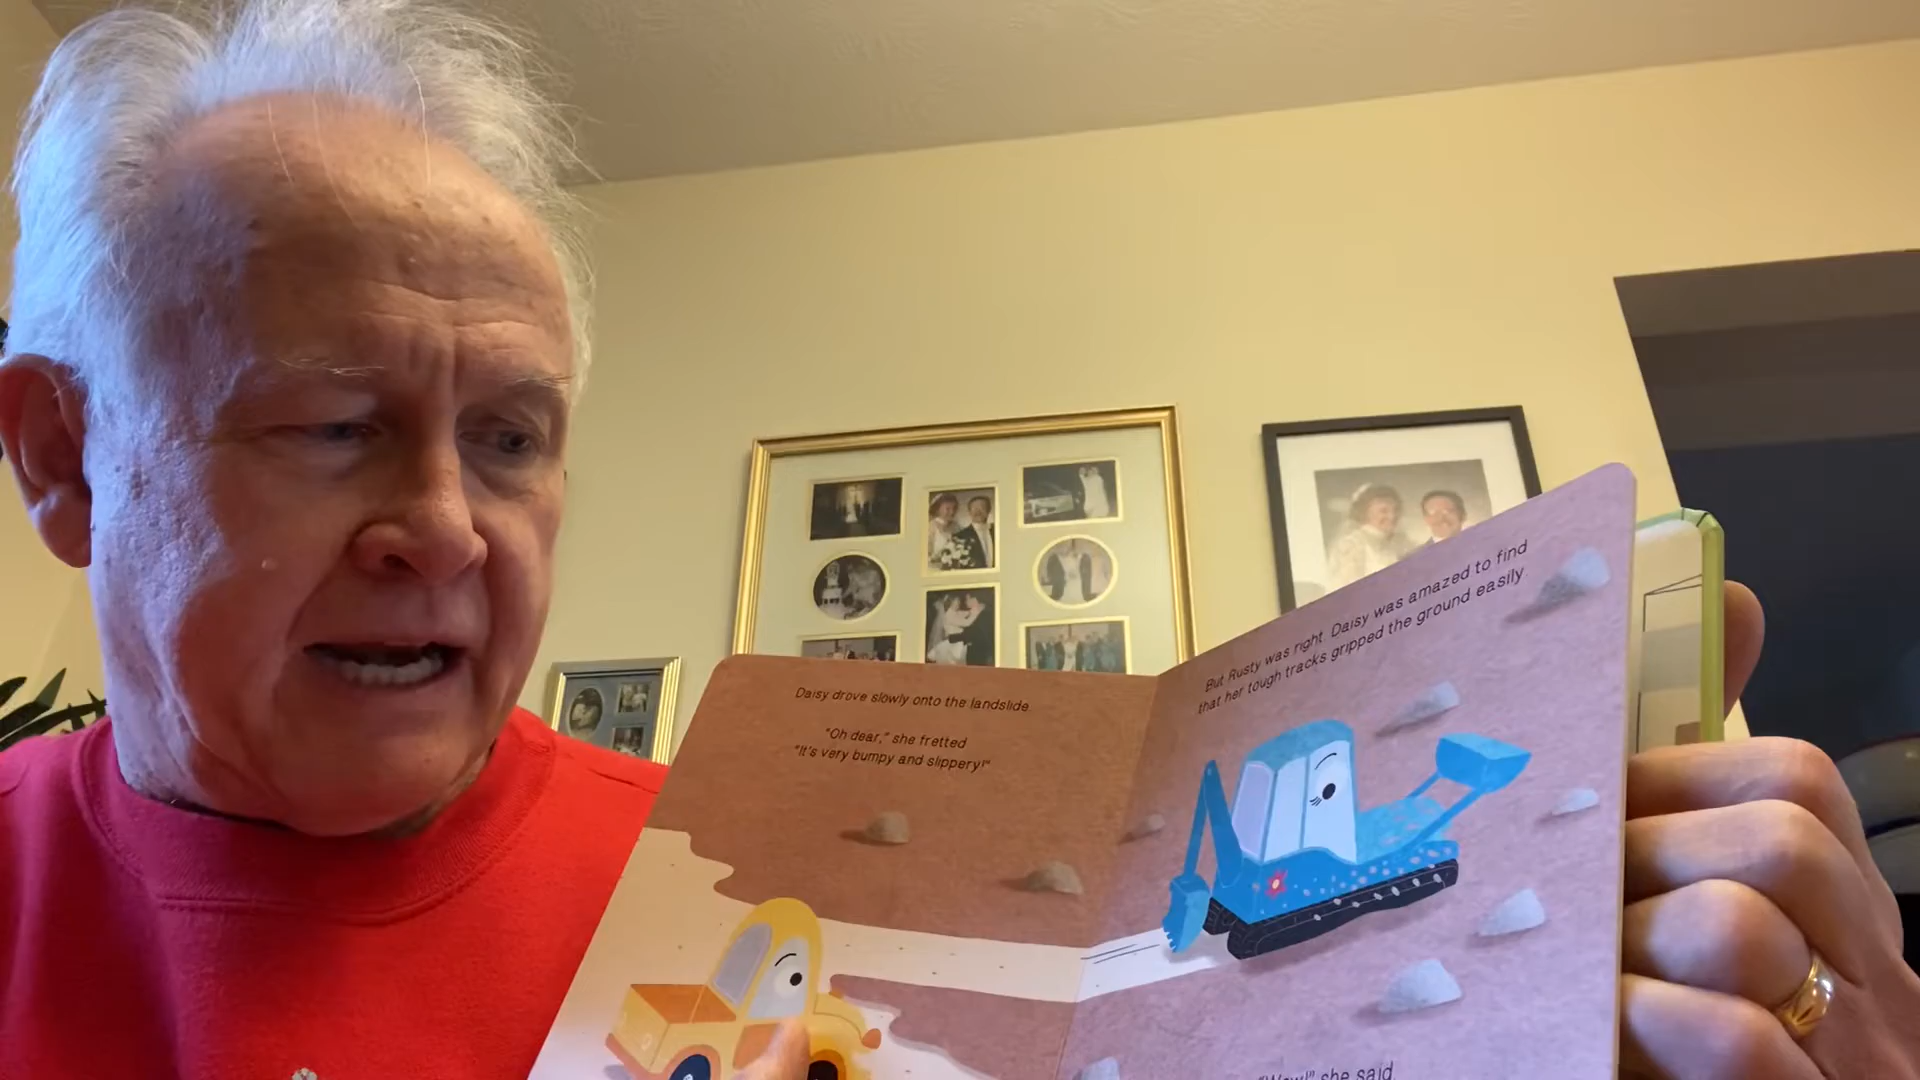 Daisy drove slowly onto the landslide
"Oh dear," she fretted
"It's very bumpy and slippery!"
But Rusty was right. Daisy was amazed to find
that her tough tracks gripped the ground easily.
"Wow!" she said.